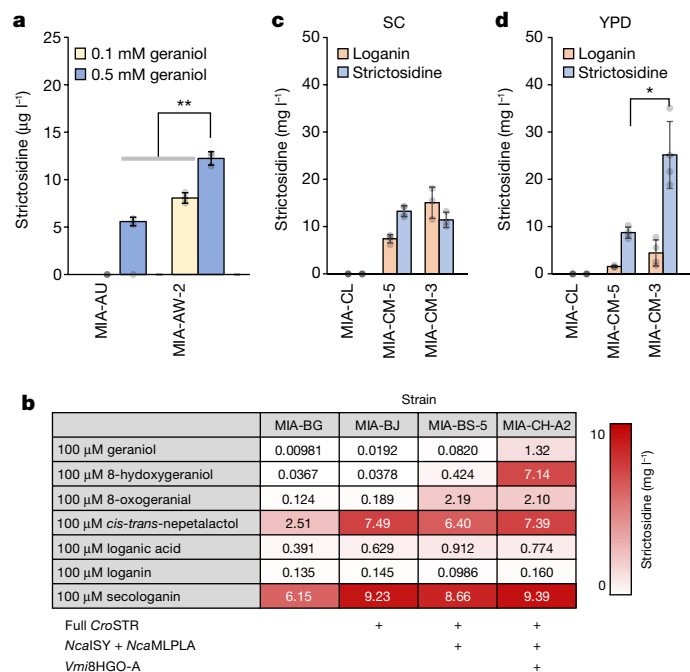 a
Strictosidine (µg l⁻¹)
25
20
15
10
5
0
0.1 mM geraniol
0.5 mM geraniol
**
MIA-AU
MIA-AW-2
c
SC
Strictosidine (mg l⁻¹)
50
40
30
20
10
0
Loganin
Strictosidine
MIA-CL
MIA-CM-5
MIA-CM-3
d
YPD
Strictosidine (mg l⁻¹)
50
40
30
20
10
0
Loganin
Strictosidine
*
MIA-CL
MIA-CM-5
MIA-CM-3
b
Strain
MIA-BG MIA-BJ MIA-BS-5 MIA-CH-A2
100 µM geraniol 0.00981 0.0192 0.0820 1.32
100 µM 8-hydoxygeraniol 0.0367 0.0378 0.424 7.14
100 µM 8-oxogeranial 0.124 0.189 2.19 2.10
100 µM cis-trans-nepetalactol 2.51 7.49 6.40 7.39
100 µM loganic acid 0.391 0.629 0.912 0.774
100 µM loganin 0.135 0.145 0.0986 0.160
100 µM secologanin 6.15 9.23 8.66 9.39
Full CroSTR + + +
NcaISY + NcaMLPLA + +
Vmi8HGO-A +
10
0
Strictosidine (mg l⁻¹)